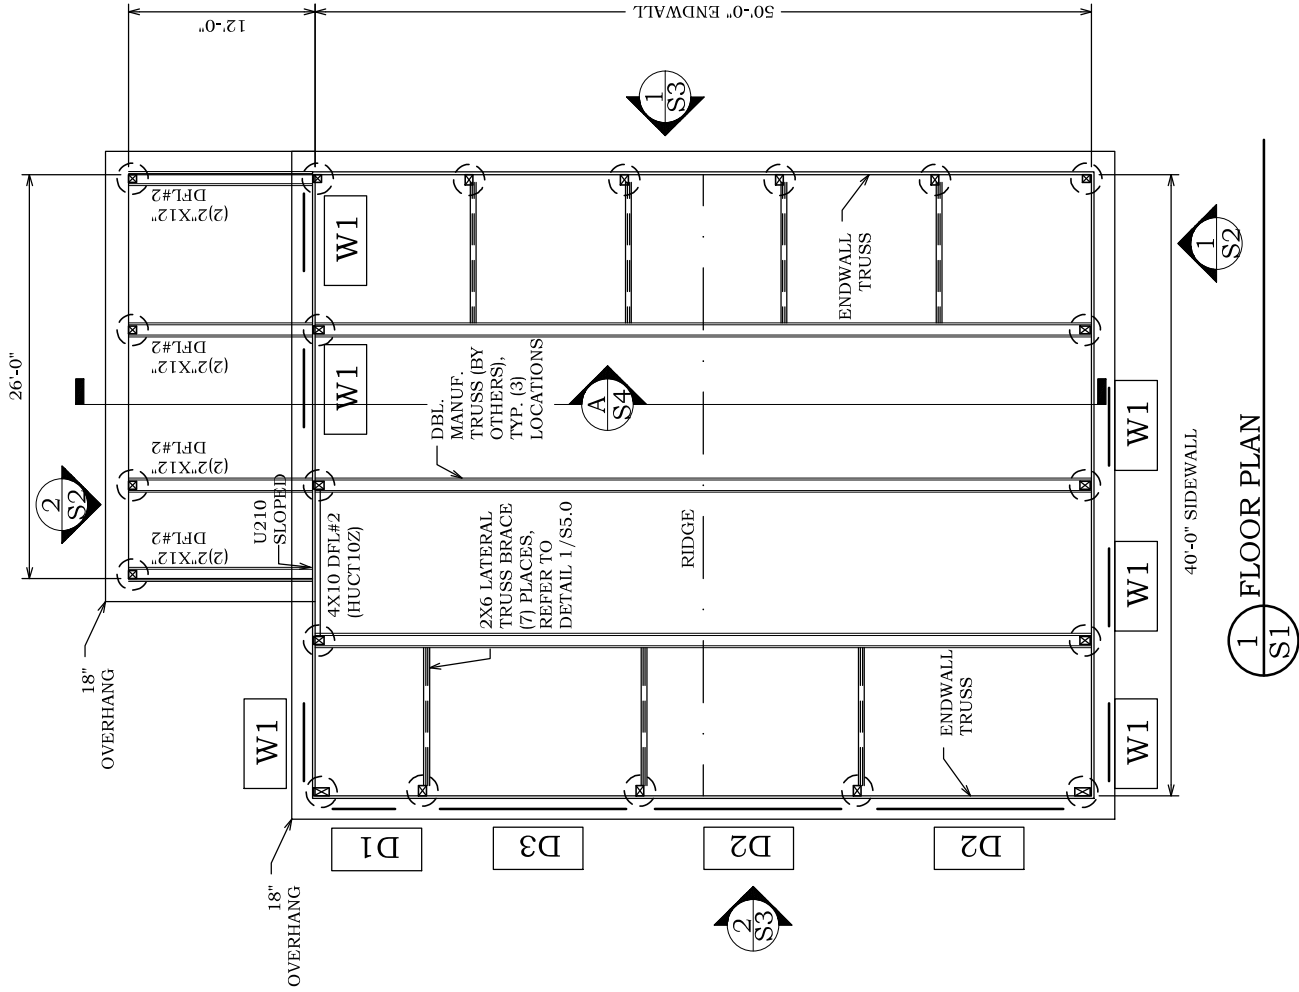 12'-0"
50'-0" ENDWALL
26'-0"
DFL#2
(2)2"X12"
DFL#2
(2)2"X12"
DFL#2
(2)2"X12"
DFL#2
(2)2"X12"
U210
SLOPED
18"
OVERHANG
18"
OVERHANG
4X10 DFL#2
(HUCT10Z)
DBL.
MANUF.
TRUSS (BY
OTHERS),
TYP. (3)
LOCATIONS
2X6 LATERAL
TRUSS BRACE
(7) PLACES,
REFER TO
DETAIL 1/S5.0
RIDGE
ENDWALL
TRUSS
ENDWALL
TRUSS
W1
W1
W1
W1
W1
W1
D1
D3
D2
D2
1
S3
2
S2
A
S4
1
S2
2
S3
40'-0" SIDEWALL
1
S1
FLOOR PLAN